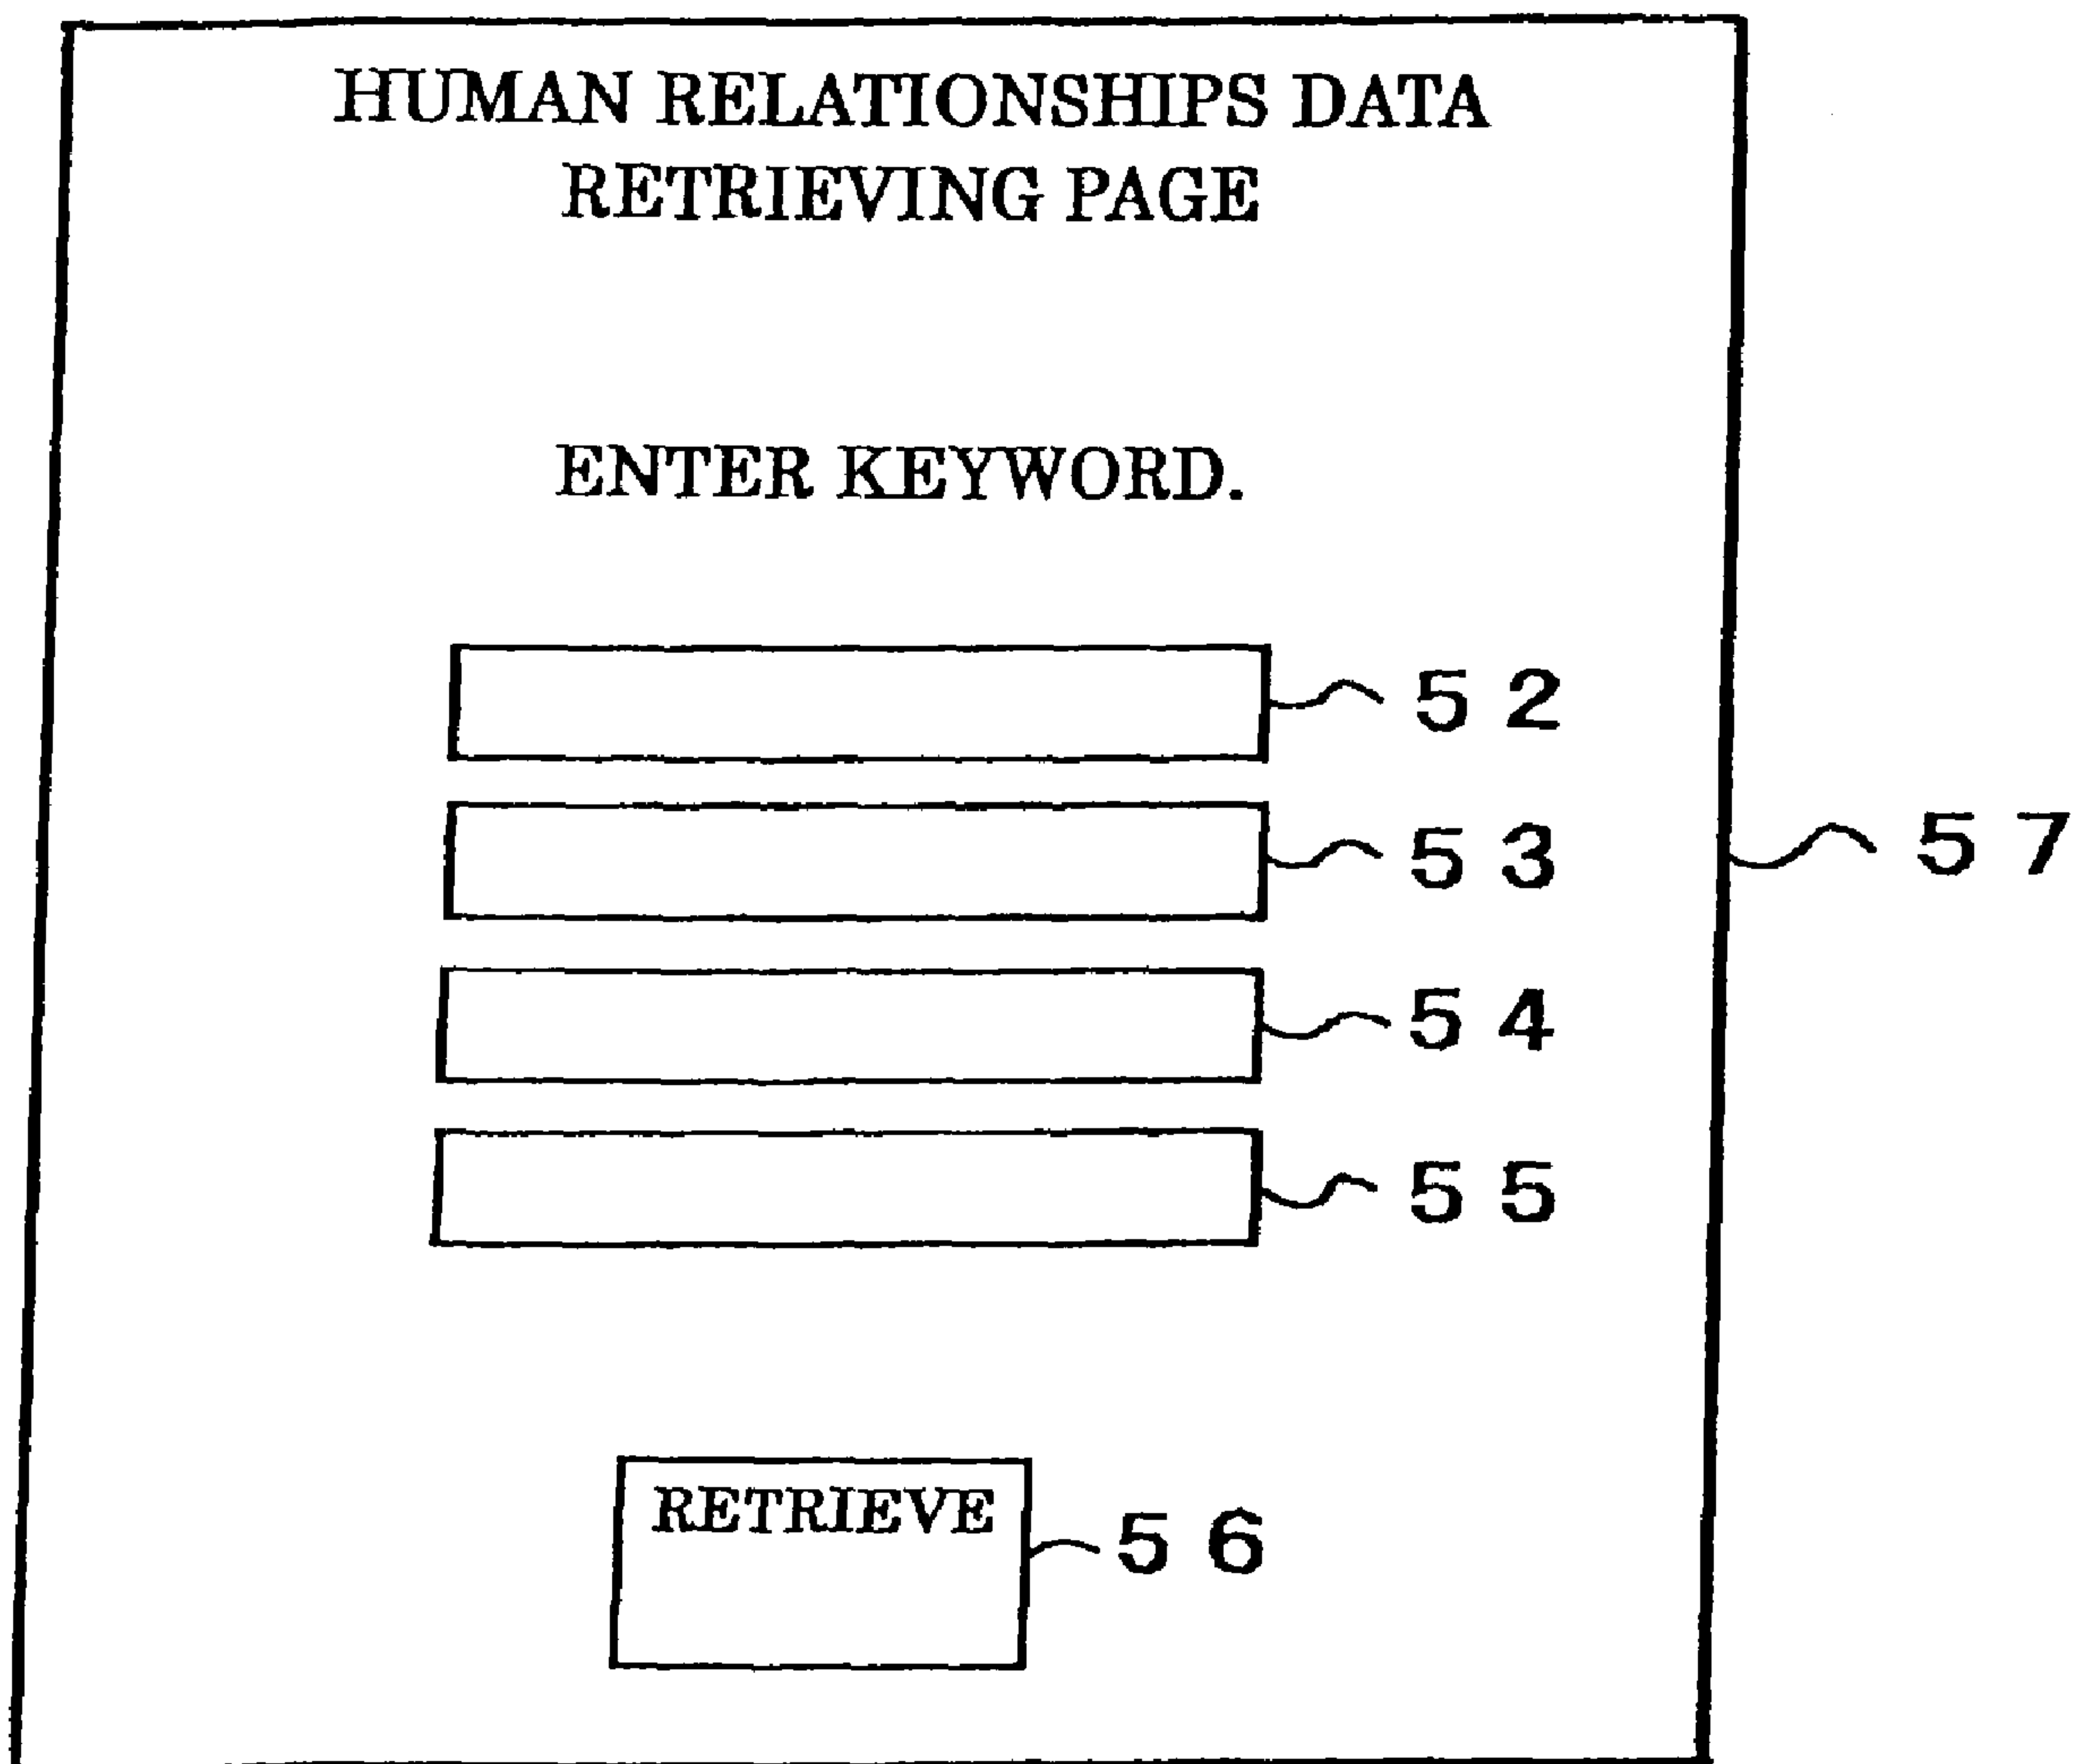 HUMAN RELATIONSHIPS DATA
RETRIEVING PAGE
ENTER KEYWORD.
52
53
57
54
55
RETRIEVE
56